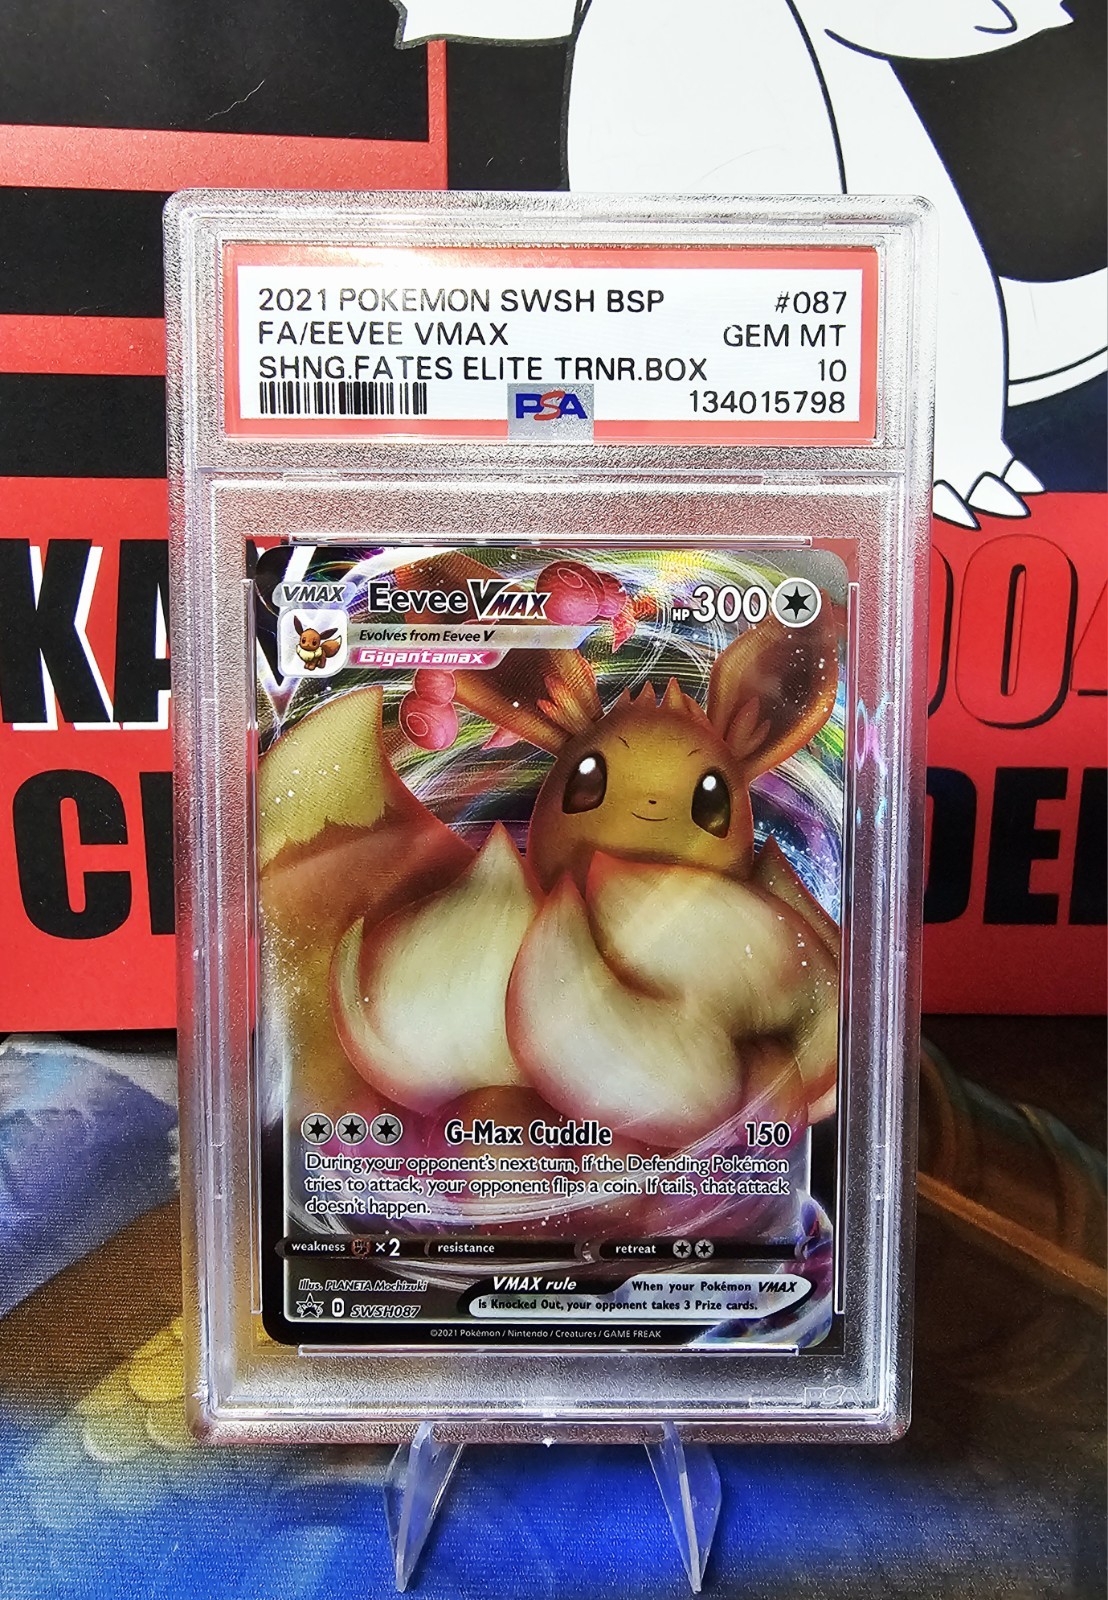 2021 POKEMON SWSH BSP #087
FA/EEVEE VMAX GEM MT
SHNG.FATES ELITE TRNR.BOX 10
PSA 134015798
VMAX Eevee VMAX HP 300
Evolves from Eevee V
Gigantamax
G-Max Cuddle 150
During your opponent's next turn, if the Defending Pokémon
tries to attack, your opponent flips a coin. If tails, that attack
doesn't happen.
weakness ×2 resistance retreat
Illus. PLANETA Mochizuki
VMAX rule When your Pokémon VMAX
is Knocked Out, your opponent takes 3 Prize cards.
D SWSH087
©2021 Pokémon / Nintendo / Creatures / GAME FREAK
PSA